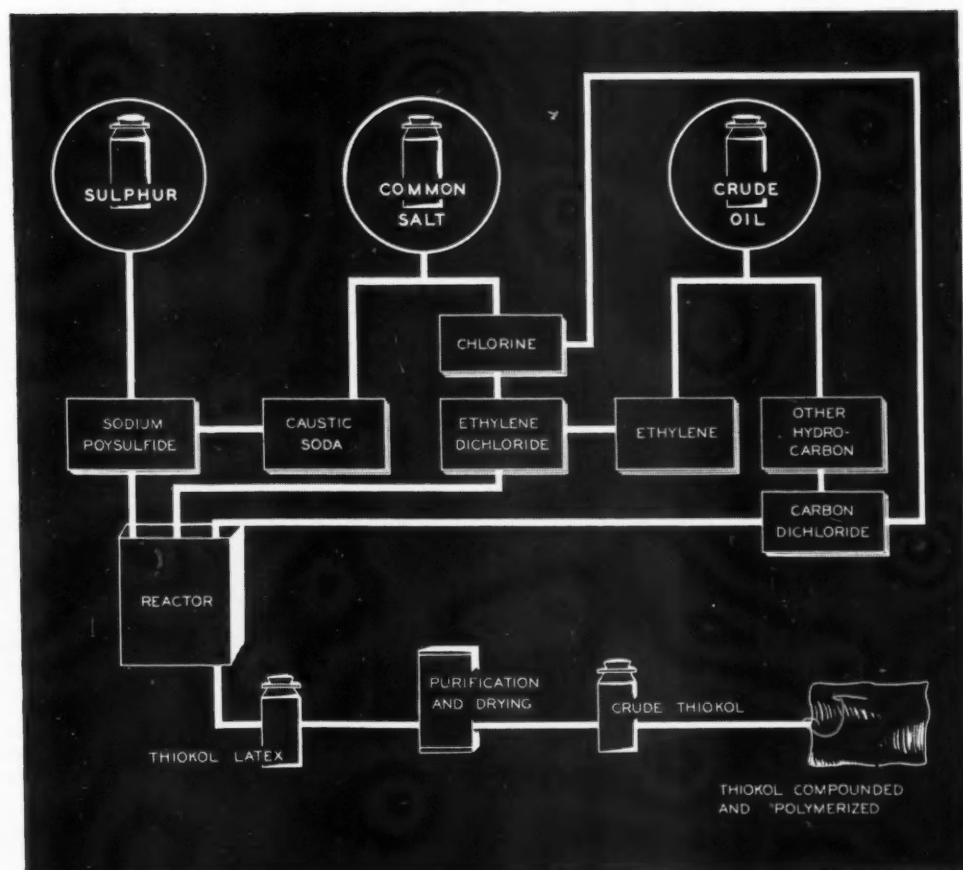 SULPHUR
COMMON
SALT
CRUDE
OIL
CHLORINE
SODIUM
POYSULFIDE
CAUSTIC
SODA
ETHYLENE
DICHLORIDE
ETHYLENE
OTHER
HYDRO-
CARBON
CARBON
DICHLORIDE
REACTOR
THIOKOL LATEX
PURIFICATION
AND DRYING
CRUDE THIOKOL
THIOKOL COMPOUNDED
AND POLYMERIZED